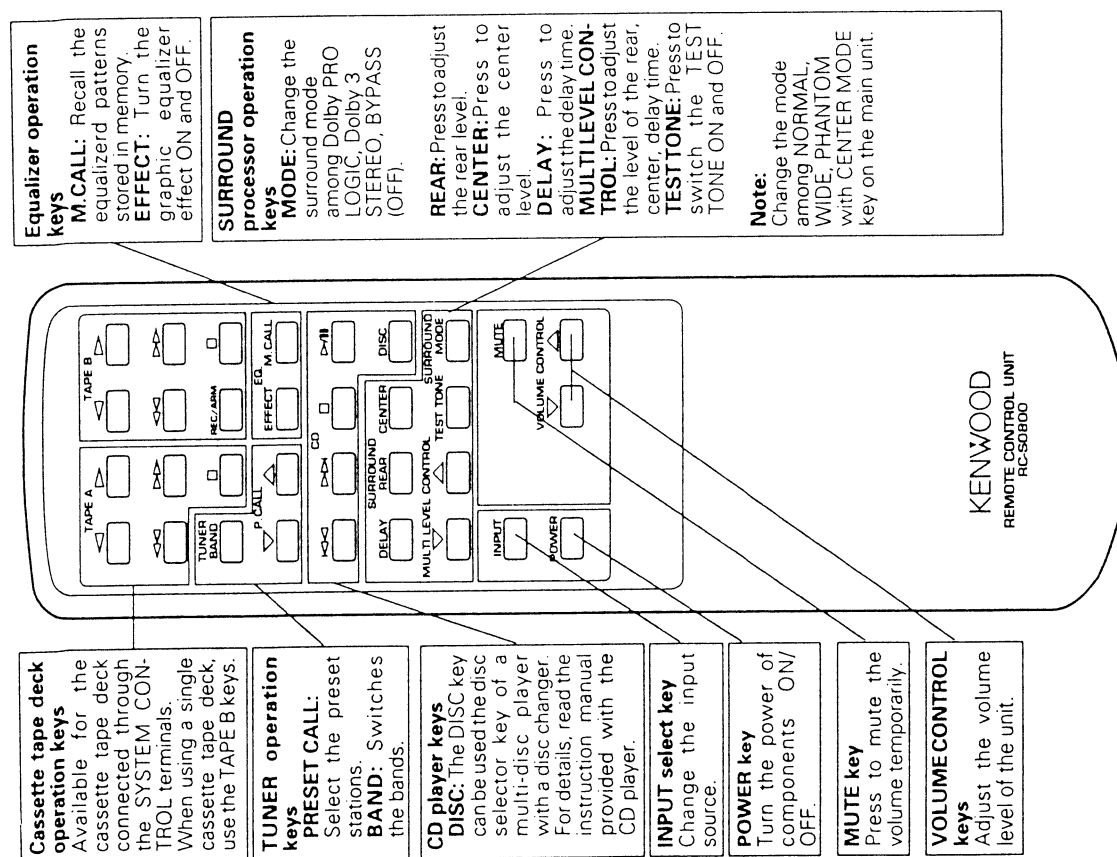 Cassette tape deck
operation keys
Available for the
cassette tape deck
connected through
the SYSTEM CON-
TROL terminals.
When using a single
cassette tape deck,
use the TAPE B keys.
TUNER operation
keys
PRESET CALL:
Select the preset
stations.
BAND: Switches
the bands.
CD player keys
DISC: The DISC key
can be used the disc
selector key of a
multi-disc player
with a disc changer.
For details, read the
instruction manual
provided with the
CD player.
INPUT select key
Change the input
source.
POWER key
Turn the power of
components ON/
OFF.
MUTE key
Press to mute the
volume temporarily.
VOLUME CONTROL
keys
Adjust the volume
level of the unit.
TAPE A
TAPE B
REC/ARM
TUNER
BAND
P.CALL
EQ.
EFFECT
M.CALL
CD
DISC
SURROUND
DELAY
REAR
CENTER
MULTI LEVEL CONTROL
TEST TONE
SURROUND
MODE
INPUT
MUTE
POWER
VOLUME CONTROL
KENWOOD
REMOTE CONTROL UNIT
RC-S0800
Equalizer operation
keys
M.CALL: Recall the
equalizerd patterns
stored in memory.
EFFECT: Turn the
graphic equalizer
effect ON and OFF.
SURROUND
processor operation
keys
MODE: Change the
surround mode
among Dolby PRO
LOGIC, Dolby 3
STEREO, BYPASS
(OFF).
REAR: Press to adjust
the rear level.
CENTER: Press to
adjust the center
level.
DELAY: Press to
adjust the delay time.
MULTI LEVEL CON-
TROL: Press to adjust
the level of the rear,
center, delay time.
TEST TONE: Press to
switch the TEST
TONE ON and OFF.
Note:
Change the mode
among NORMAL,
WIDE, PHANTOM
with CENTER MODE
key on the main unit.